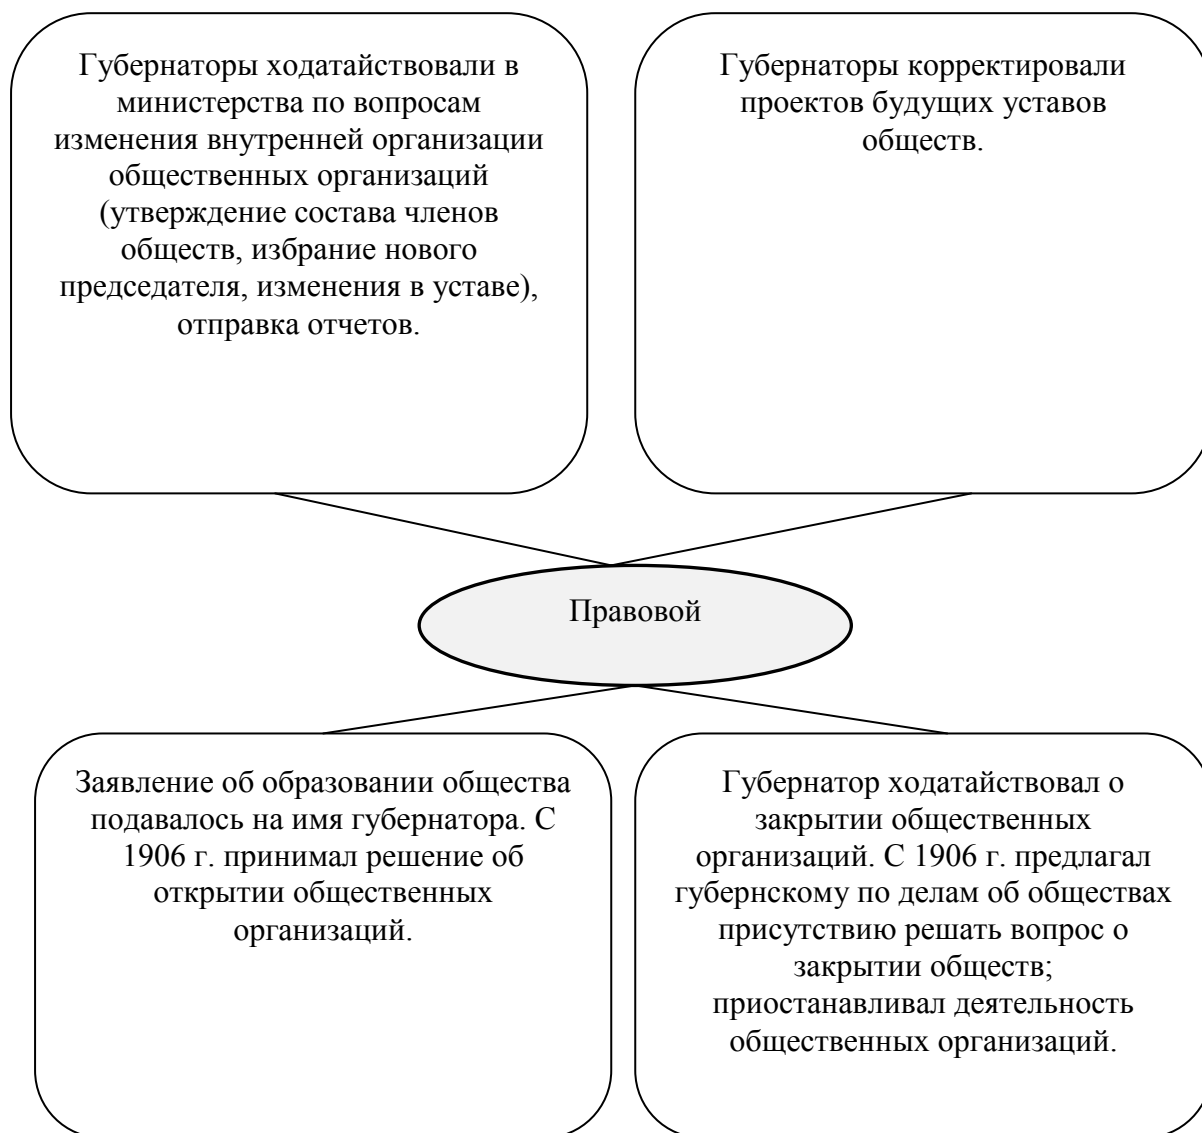 Губернаторы ходатайствовали в
министерства по вопросам
изменения внутренней организации
общественных организаций
(утверждение состава членов
обществ, избрание нового
председателя, изменения в уставе),
отправка отчетов.
Губернаторы корректировали
проектов будущих уставов
обществ.
Правовой
Заявление об образовании общества
подавалось на имя губернатора. С
1906 г. принимал решение об
открытии общественных
организаций.
Губернатор ходатайствовал о
закрытии общественных
организаций. С 1906 г. предлагал
губернскому по делам об обществах
присутствию решать вопрос о
закрытии обществ;
приостанавливал деятельность
общественных организаций.